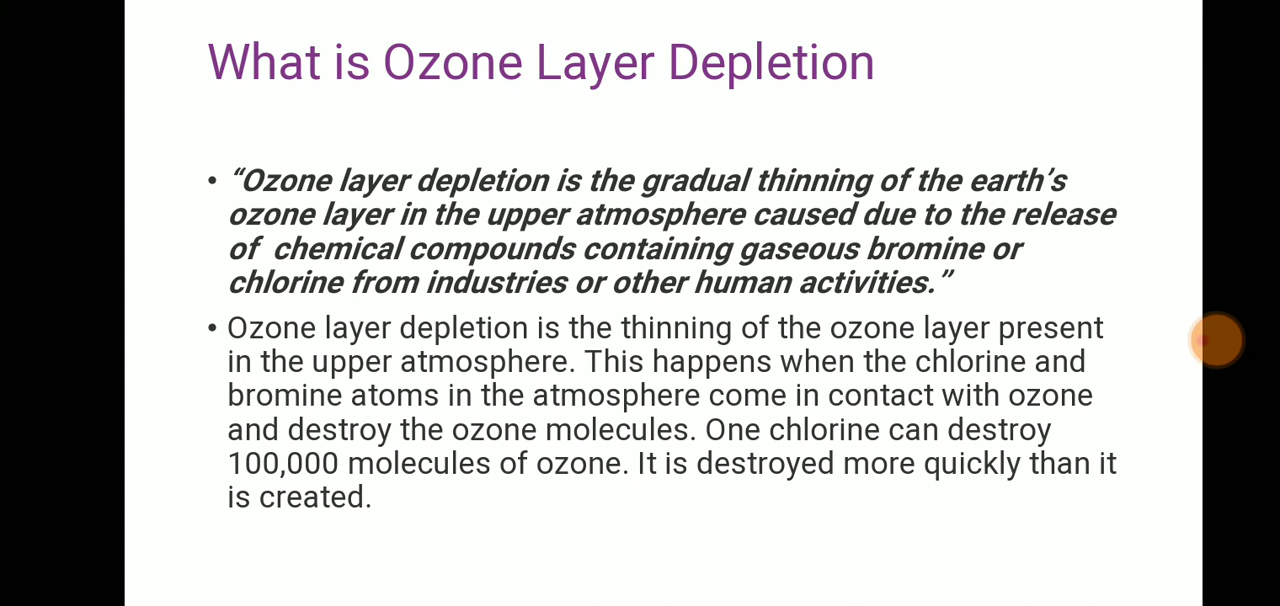 What is Ozone Layer Depletion
• “Ozone layer depletion is the gradual thinning of the earth’s
ozone layer in the upper atmosphere caused due to the release
of  chemical compounds containing gaseous bromine or
chlorine from industries or other human activities.”
• Ozone layer depletion is the thinning of the ozone layer present
in the upper atmosphere. This happens when the chlorine and
bromine atoms in the atmosphere come in contact with ozone
and destroy the ozone molecules. One chlorine can destroy
100,000 molecules of ozone. It is destroyed more quickly than it
is created.